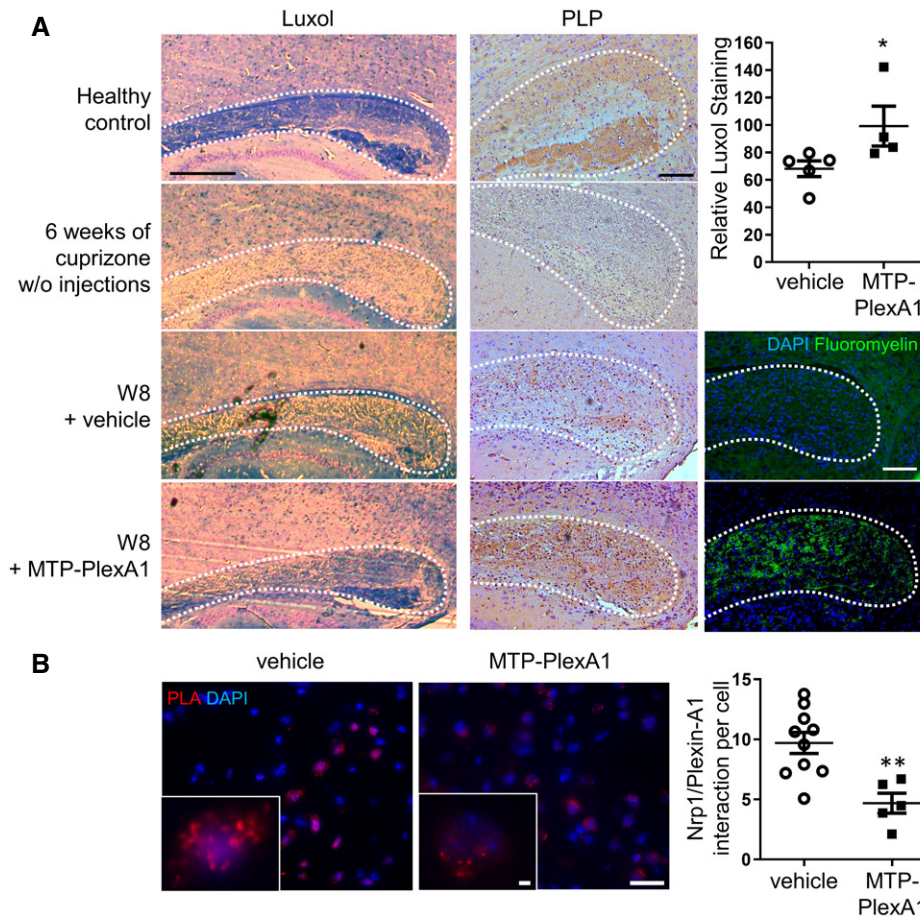 A
Luxol
PLP
Healthy
control
6 weeks of
cuprizone
w/o injections
W8
+ vehicle
W8
+ MTP-PlexA1
Relative Luxol Staining
160
140
120
100
80
60
40
20
0
*
vehicle
MTP-
PlexA1
DAPI Fluoromyelin
B
vehicle
MTP-PlexA1
PLA DAPI
Nrp1/Plexin-A1
interaction per cell
15
10
5
0
**
vehicle
MTP-
PlexA1